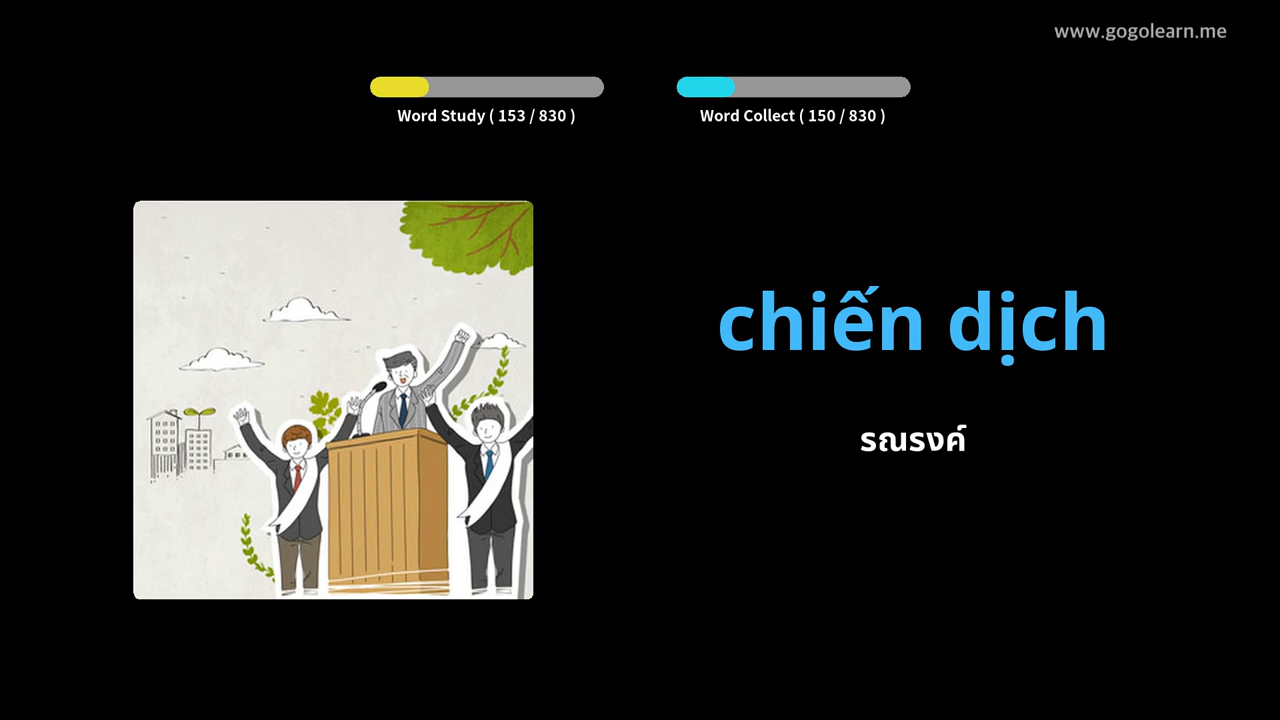 www.gogolearn.me
Word Study ( 153 / 830 )
Word Collect ( 150 / 830 )
chiến dịch
รณรงค์